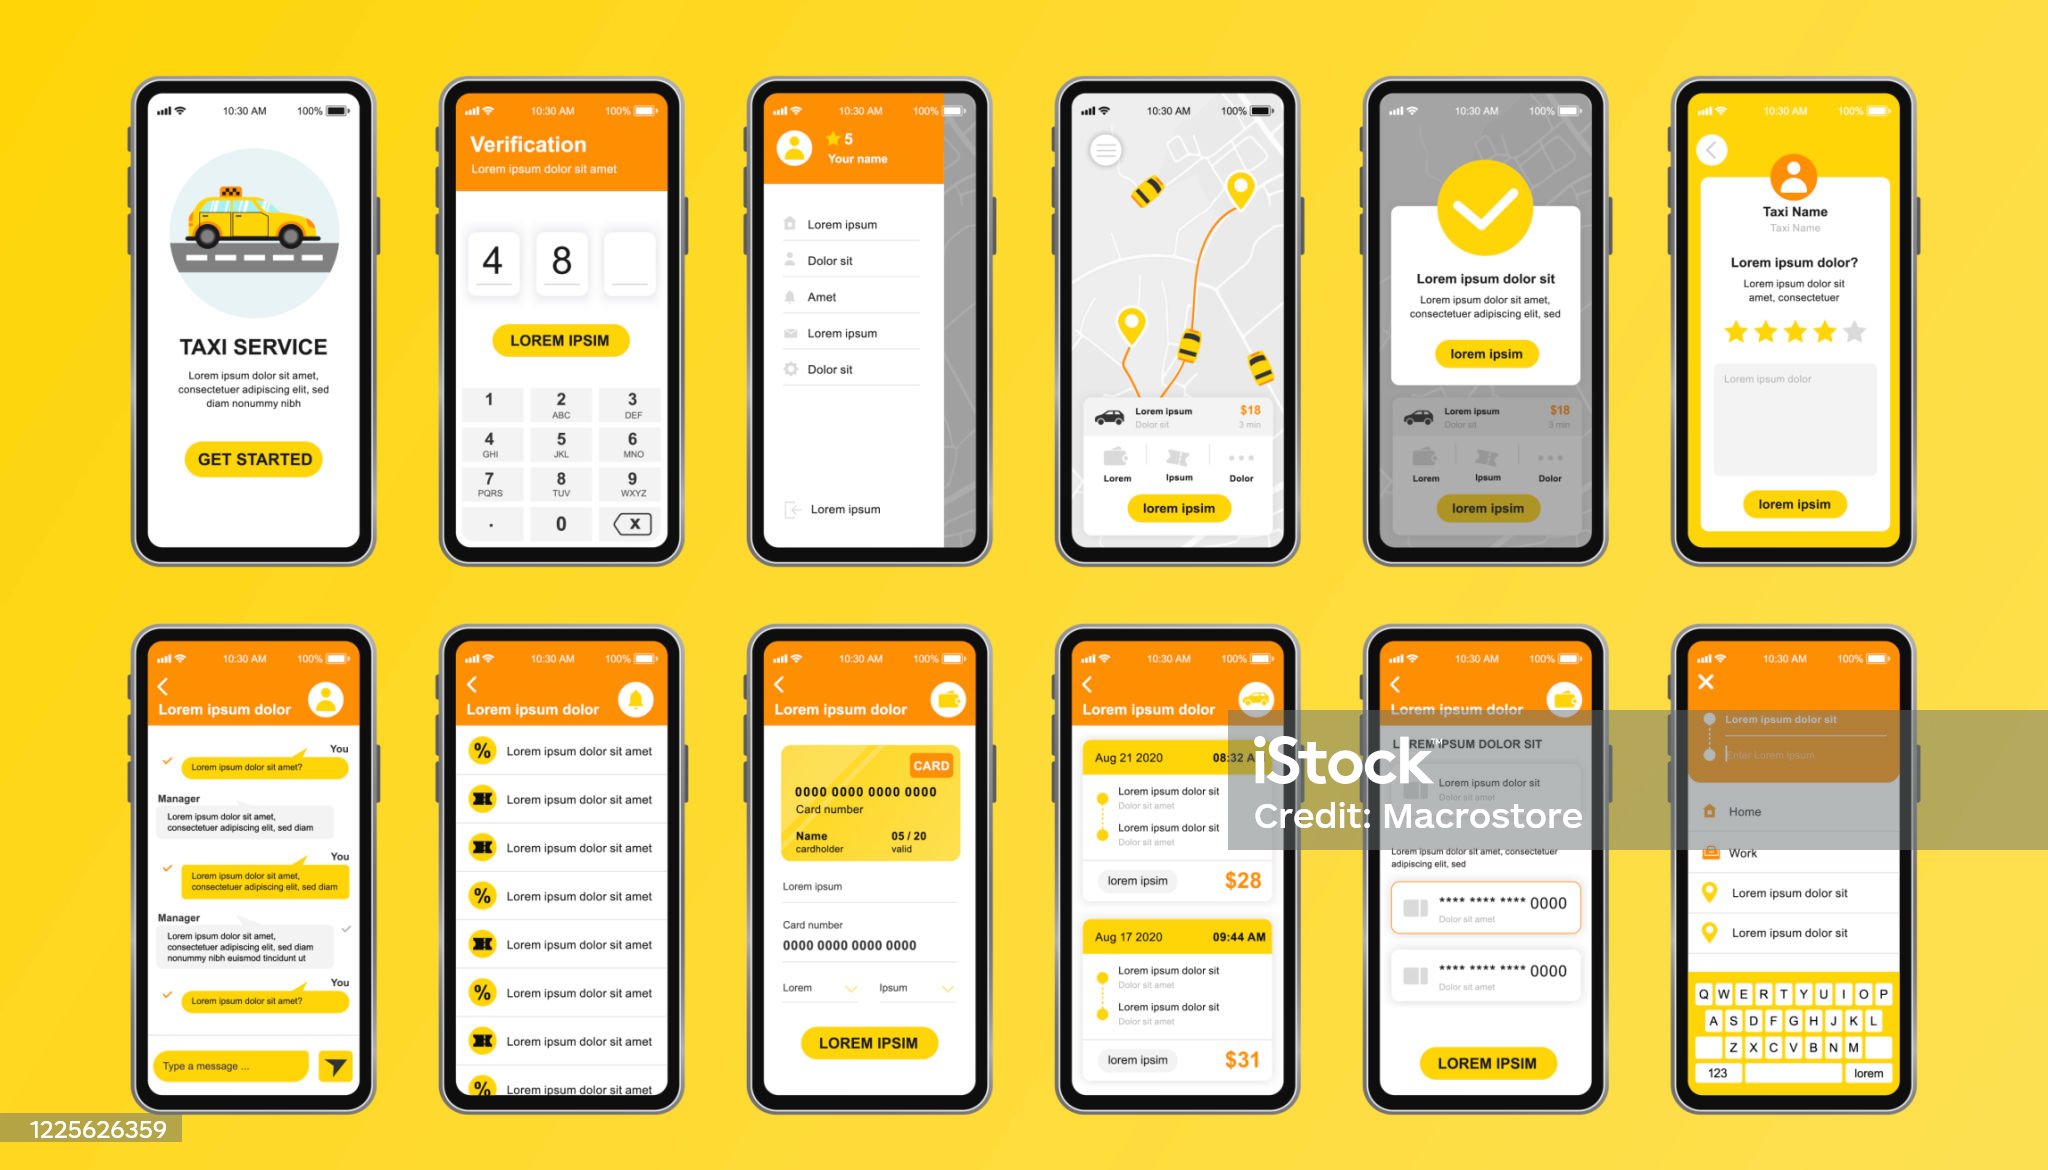 10:30 AM 100%
TAXI SERVICE
Lorem ipsum dolor sit amet,
consectetuer adipiscing elit, sed
diam nonummy nibh
GET STARTED
10:30 AM 100%
Verification
Lorem ipsum dolor sit amet
4 8
LOREM IPSIM
1 2 3
ABC DEF
4 5 6
GHI JKL MNO
7 8 9
PQRS TUV WXYZ
. 0 X
10:30 AM 100%
5
Your name
Lorem ipsum
Dolor sit
Amet
Lorem ipsum
Dolor sit
Lorem ipsum
10:30 AM 100%
Lorem ipsum $18
Dolor sit 3 min
Lorem Ipsum Dolor
lorem ipsim
10:30 AM 100%
Lorem ipsum dolor sit
Lorem ipsum dolor sit amet,
consectetuer adipiscing elit, sed
lorem ipsim
Lorem ipsum $18
Dolor sit 3 min
Lorem Ipsum Dolor
lorem ipsim
10:30 AM 100%
Taxi Name
Taxi Name
Lorem ipsum dolor?
Lorem ipsum dolor sit
amet, consectetuer
Lorem ipsum dolor
lorem ipsim
10:30 AM 100%
Lorem ipsum dolor
You
Lorem ipsum dolor sit amet?
Manager
Lorem ipsum dolor sit amet,
consectetuer adipiscing elit, sed diam
You
Lorem ipsum dolor sit amet,
consectetuer adipiscing elit, sed diam
Manager
Lorem ipsum dolor sit amet,
consectetuer adipiscing elit, sed diam
nonummy nibh euismod tincidunt ut
You
Lorem ipsum dolor sit amet?
Type a message ...
10:30 AM 100%
Lorem ipsum dolor
% Lorem ipsum dolor sit amet
Lorem ipsum dolor sit amet
Lorem ipsum dolor sit amet
% Lorem ipsum dolor sit amet
Lorem ipsum dolor sit amet
% Lorem ipsum dolor sit amet
Lorem ipsum dolor sit amet
% Lorem ipsum dolor sit amet
10:30 AM 100%
Lorem ipsum dolor
CARD
0000 0000 0000 0000
Card number
Name 05 / 20
cardholder valid
Lorem ipsum
Card number
0000 0000 0000 0000
Lorem Ipsum
LOREM IPSIM
10:30 AM 100%
Lorem ipsum dolor
Aug 21 2020 08:32 A
Lorem ipsum dolor sit
Dolor sit amet
Lorem ipsum dolor sit
Dolor sit amet
lorem ipsim $28
Aug 17 2020 09:44 AM
Lorem ipsum dolor sit
Dolor sit amet
Lorem ipsum dolor sit
Dolor sit amet
lorem ipsim $31
10:30 AM 100%
Lorem ipsum dolor
LOREM IPSUM DOLOR SIT
Lorem ipsum dolor sit
Dolor sit amet
Lorem ipsum dolor sit amet, consectetuer
adipiscing elit, sed
**** **** **** 0000
Dolor sit amet
**** **** **** 0000
Dolor sit amet
LOREM IPSIM
10:30 AM 100%
Lorem ipsum dolor sit
Enter Lorem ipsum
Home
Work
Lorem ipsum dolor sit
Lorem ipsum dolor sit
Q W E R T Y U I O P
A S D F G H J K L
Z X C V B N M
123 lorem
iStock™
Credit: Macrostore
1225626359